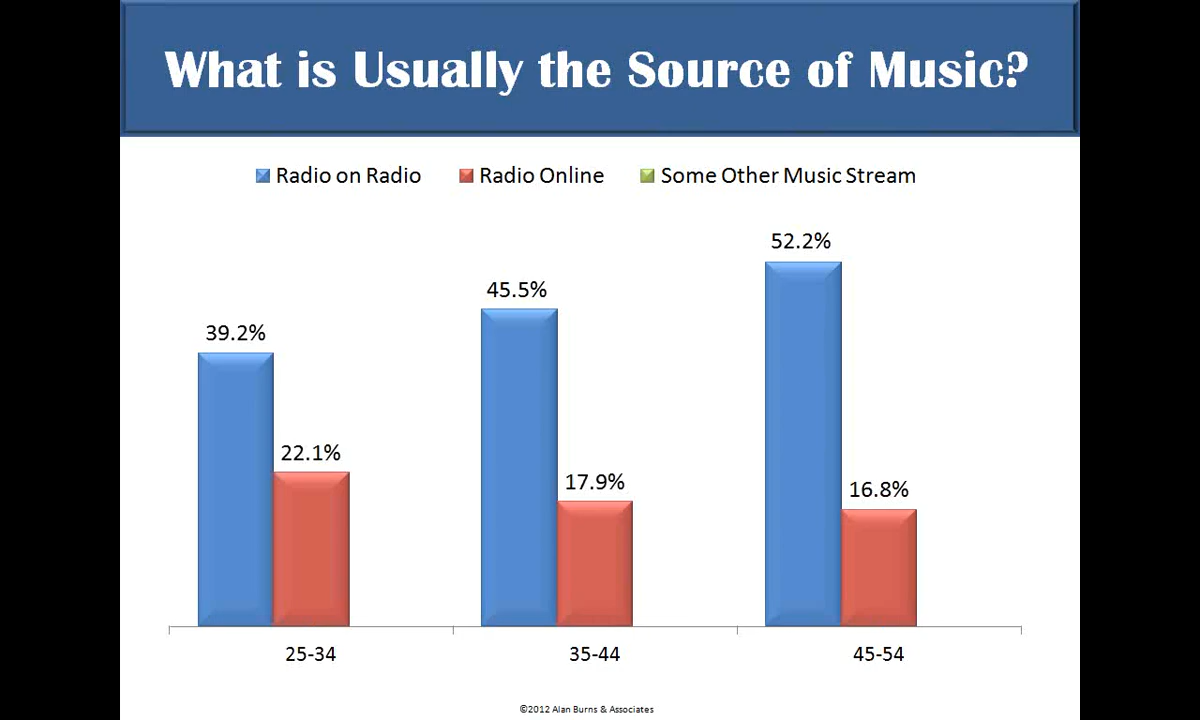 What is Usually the Source of Music?
Radio on Radio Radio Online Some Other Music Stream
52.2%
45.5%
39.2%
22.1%
17.9%
16.8%
25-34 35-44 45-54
©2012 Alan Burns & Associates